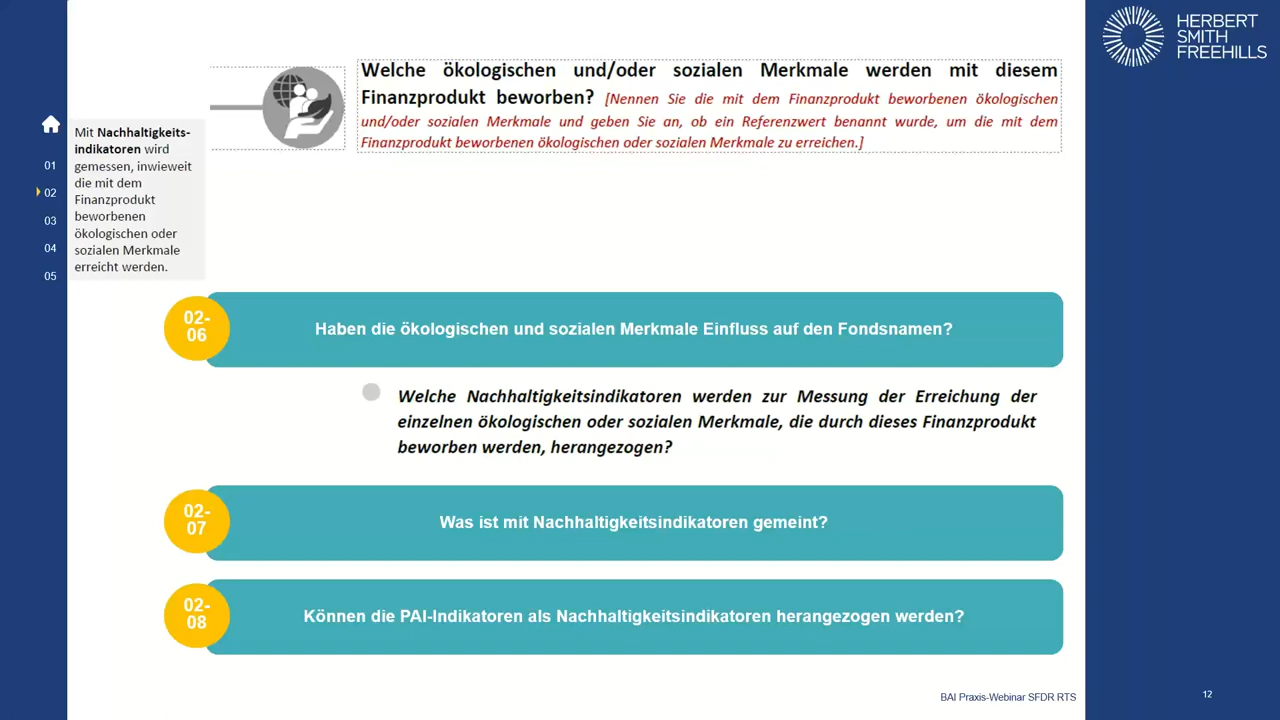 HERBERT
SMITH
FREEHILLS
Welche ökologischen und/oder sozialen Merkmale werden mit diesem
Finanzprodukt beworben? [Nennen Sie die mit dem Finanzprodukt beworbenen ökologischen
und/oder sozialen Merkmale und geben Sie an, ob ein Referenzwert benannt wurde, um die mit dem
Finanzprodukt beworbenen ökologischen oder sozialen Merkmale zu erreichen.]
01
02
03
04
05
Mit Nachhaltigkeits-
indikatoren wird
gemessen, inwieweit
die mit dem
Finanzprodukt
beworbenen
ökologischen oder
sozialen Merkmale
erreicht werden.
02-
06
Haben die ökologischen und sozialen Merkmale Einfluss auf den Fondsnamen?
Welche Nachhaltigkeitsindikatoren werden zur Messung der Erreichung der
einzelnen ökologischen oder sozialen Merkmale, die durch dieses Finanzprodukt
beworben werden, herangezogen?
02-
07
Was ist mit Nachhaltigkeitsindikatoren gemeint?
02-
08
Können die PAI-Indikatoren als Nachhaltigkeitsindikatoren herangezogen werden?
BAI Praxis-Webinar SFDR RTS
12